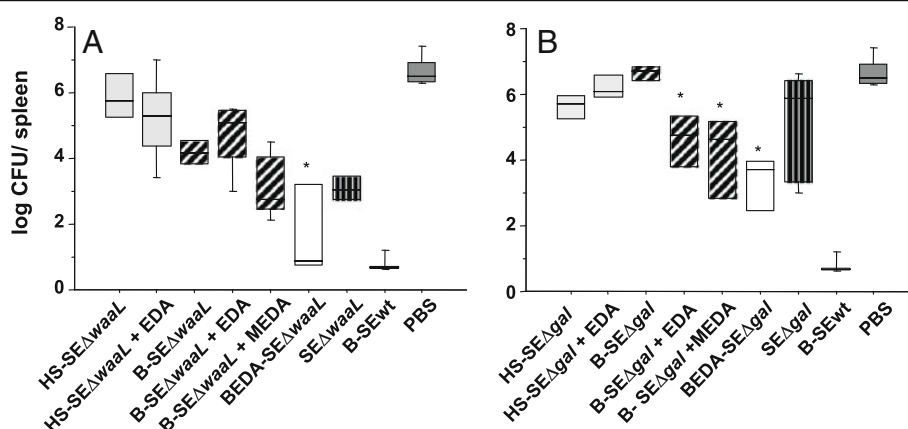 A
B
log CFU/ spleen
8
6
4
2
0
8
6
4
2
0
*
*
*
*
HS-SEΔwaaL
HS-SEΔwaaL + EDA
B-SEΔwaaL
B-SEΔwaaL + EDA
B-SEΔwaaL + MEDA
BEDA-SEΔwaaL
SEΔwaaL
B-SEwt
PBS
HS-SEΔgal
HS-SEΔgal + EDA
B-SEΔgal
B-SEΔgal + EDA
B- SEΔgal +MEDA
BEDA-SEΔgal
SEΔgal
B-SEwt
PBS